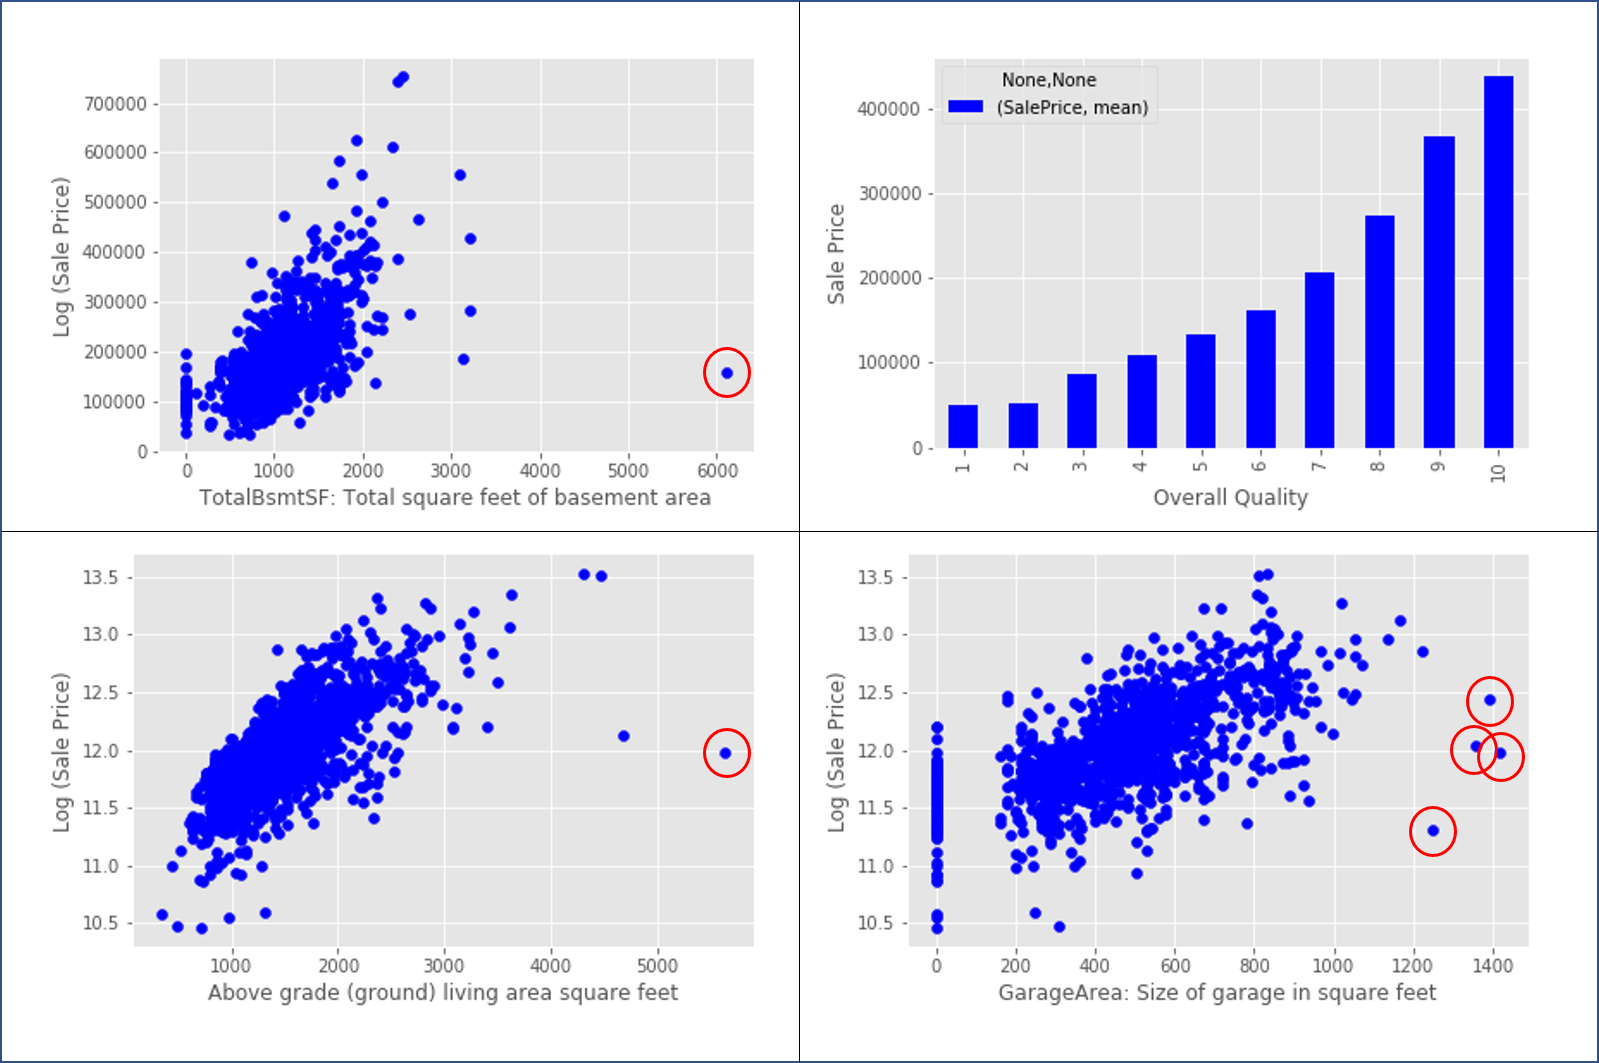 700000
600000
500000
400000
300000
200000
100000
0
Log (Sale Price)
0 1000 2000 3000 4000 5000 6000
TotalBsmtSF: Total square feet of basement area
None,None
(SalePrice, mean)
400000
300000
200000
100000
0
Sale Price
1 2 3 4 5 6 7 8 9 10
Overall Quality
13.5
13.0
12.5
12.0
11.5
11.0
10.5
Log (Sale Price)
1000 2000 3000 4000 5000
Above grade (ground) living area square feet
13.5
13.0
12.5
12.0
11.5
11.0
10.5
Log (Sale Price)
0 200 400 600 800 1000 1200 1400
GarageArea: Size of garage in square feet